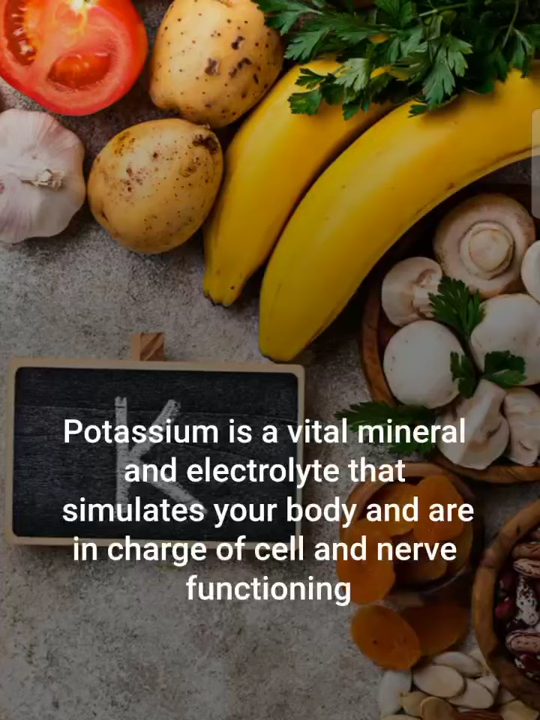 K
Potassium is a vital mineral
and electrolyte that
simulates your body and are
in charge of cell and nerve
functioning